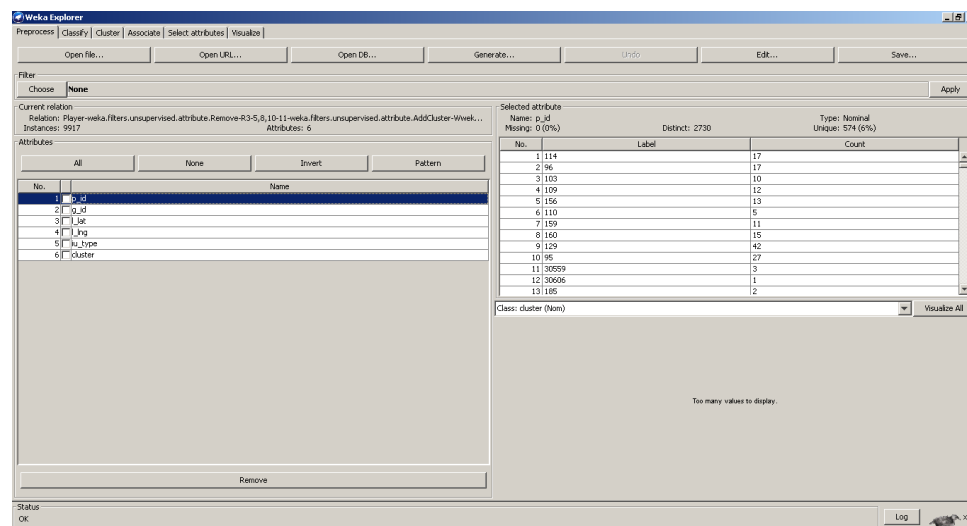 Weka Explorer
Preprocess Classify Cluster Associate Select attributes Visualize
Open file... Open URL... Open DB... Generate... Undo Edit... Save...
Filter
Choose None Apply
Current relation
Relation: Player-weka.filters.unsupervised.attribute.Remove-R3-5,8,10-11-weka.filters.unsupervised.attribute.AddCluster-Wwek...
Instances: 9917 Attributes: 6
Attributes
All None Invert Pattern
No. Name
1 p_id
2 g_id
3 l_lat
4 l_lng
5 iu_type
6 cluster
Remove
Selected attribute
Name: p_id Type: Nominal
Missing: 0 (0%) Distinct: 2730 Unique: 574 (6%)
No. Label Count
1 114 17
2 96 17
3 103 10
4 109 12
5 156 13
6 110 5
7 159 11
8 160 15
9 129 42
10 95 27
11 30559 3
12 30606 1
13 185 2
Class: cluster (Nom) Visualize All
Too many values to display.
Status
OK Log x